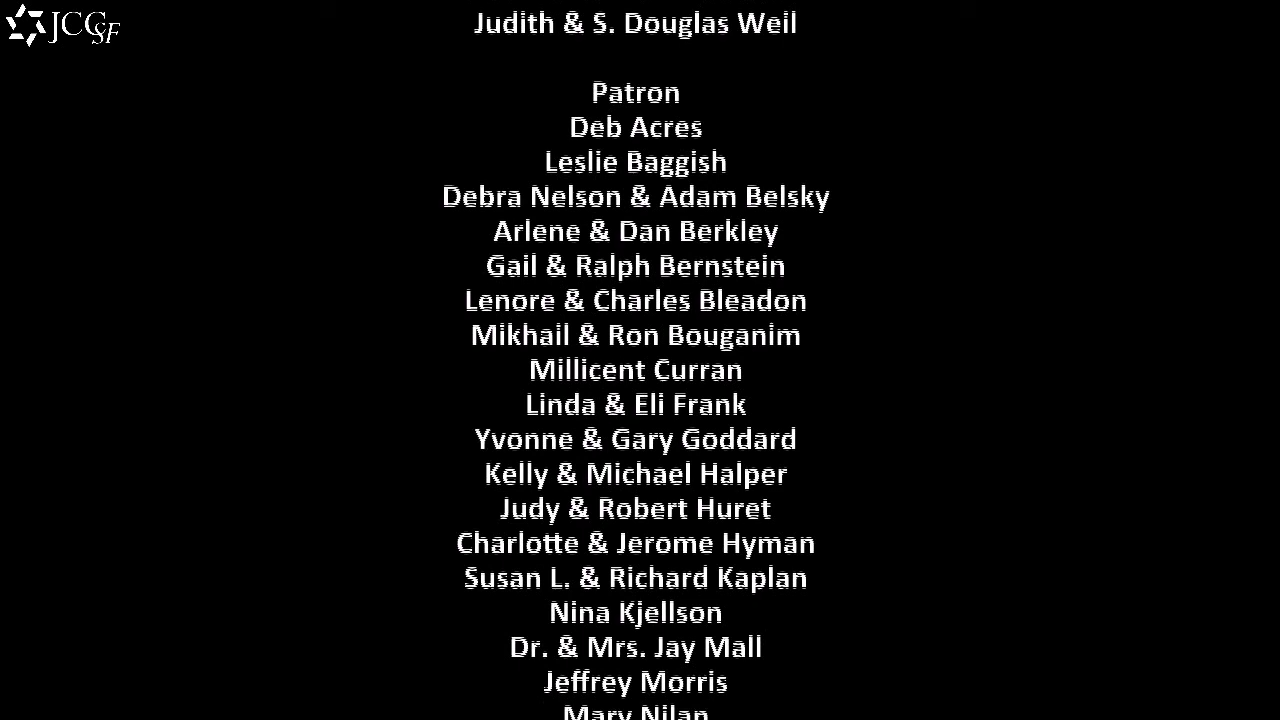 JCCSF
Judith & S. Douglas Weil
Patron
Deb Acres
Leslie Baggish
Debra Nelson & Adam Belsky
Arlene & Dan Berkley
Gail & Ralph Bernstein
Lenore & Charles Bleadon
Mikhail & Ron Bouganim
Millicent Curran
Linda & Eli Frank
Yvonne & Gary Goddard
Kelly & Michael Halper
Judy & Robert Huret
Charlotte & Jerome Hyman
Susan L. & Richard Kaplan
Nina Kjellson
Dr. & Mrs. Jay Mall
Jeffrey Morris
Mary Nilan